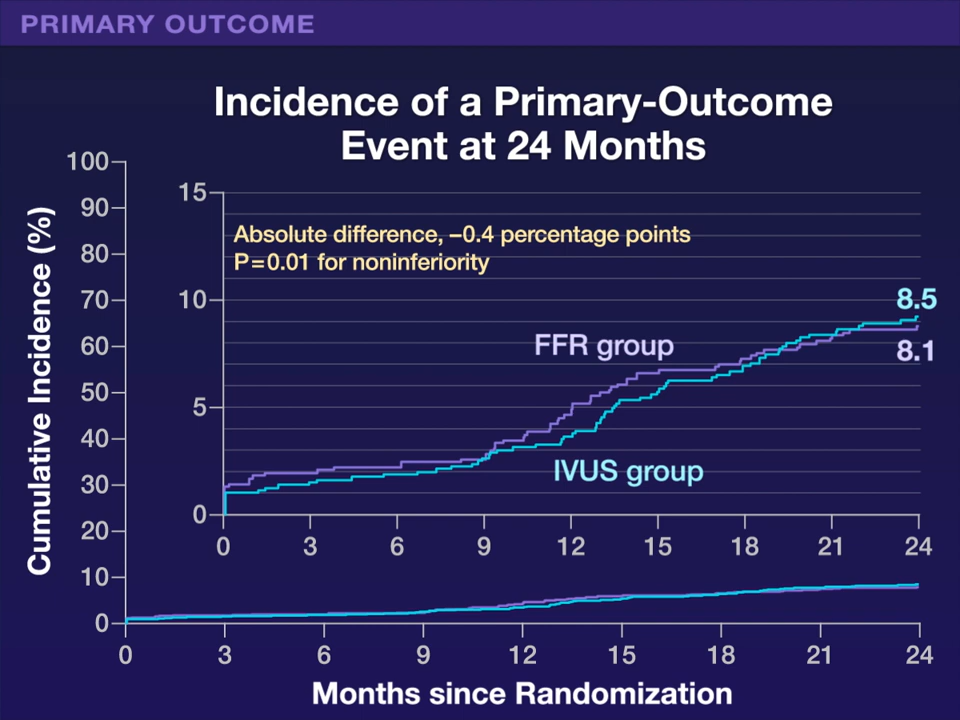 PRIMARY OUTCOME
Incidence of a Primary-Outcome
Event at 24 Months
Cumulative Incidence (%)
100
90
80
70
60
50
40
30
20
10
0
15
10
5
0
Absolute difference, −0.4 percentage points
P=0.01 for noninferiority
8.5
FFR group
8.1
IVUS group
0 3 6 9 12 15 18 21 24
0 3 6 9 12 15 18 21 24
Months since Randomization